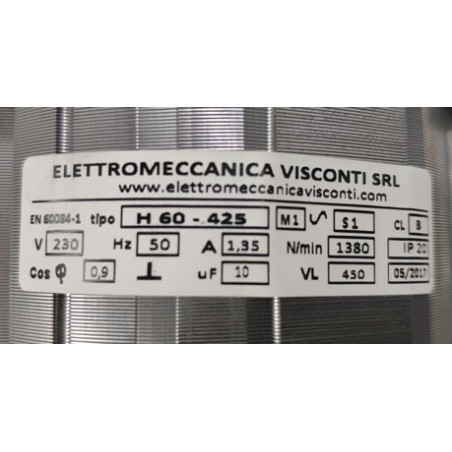 ELETTROMECCANICA VISCONTI SRL
www.elettromeccanicavisconti.com
EN 60084-1 tipo H 60 - 425 M1 ∿ S1 CL B
V 230 Hz 50 A 1,35 N/min 1380 IP 20
Cos φ 0,9 ⊥ uF 10 VL 450 05/2017